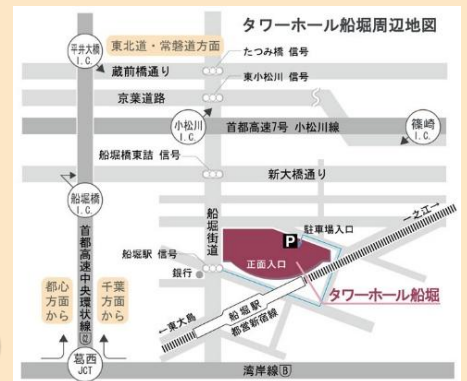 タワーホール船堀周辺地図
平井大橋
I.C.
東北道・常磐道方面
たつみ橋 信号
蔵前橋通り
東小松川 信号
京葉道路
小松川
I.C.
首都高速7号 小松川線
篠崎
I.C.
船堀橋東詰 信号
新大橋通り
船堀橋
I.C.
船堀街道
一之江→
駐車場入口
P
首都高速中央環状線
C2
船堀駅 信号
正面入口
銀行
都心
方面
から
千葉
方面
から
タワーホール船堀
船堀駅
都営新宿線
←東大島
葛西
JCT
湾岸線B